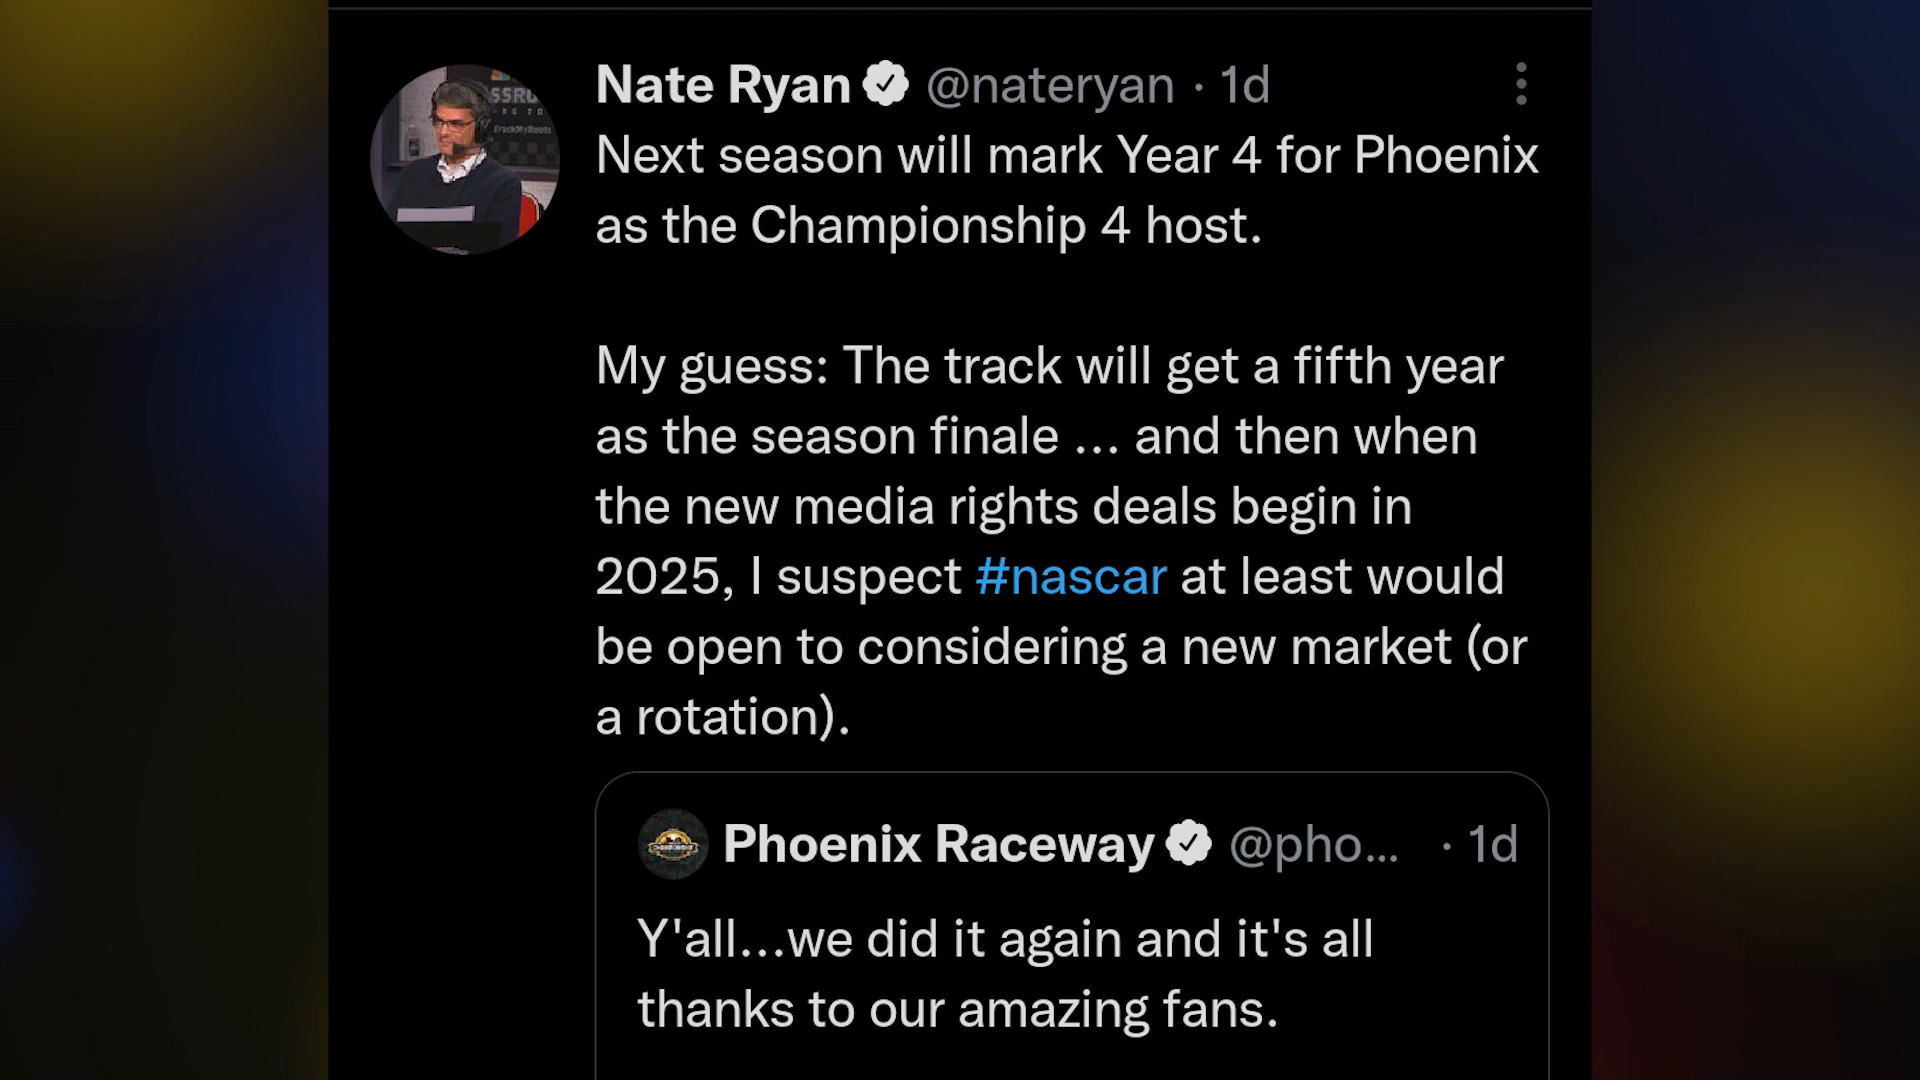 Nate Ryan @nateryan · 1d
Next season will mark Year 4 for Phoenix
as the Championship 4 host.
My guess: The track will get a fifth year
as the season finale ... and then when
the new media rights deals begin in
2025, I suspect #nascar at least would
be open to considering a new market (or
a rotation).
Phoenix Raceway @pho... · 1d
Y'all...we did it again and it's all
thanks to our amazing fans.